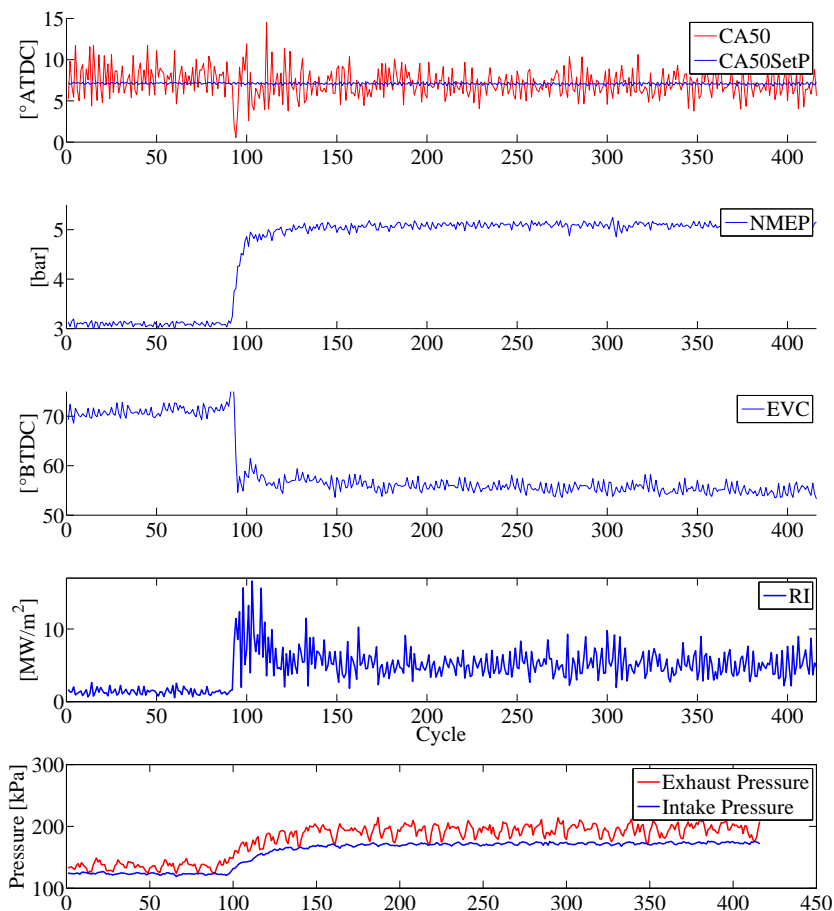 15
10
5
0
[°ATDC]
CA50
CA50SetP
0 50 100 150 200 250 300 350 400
5
4
3
[bar]
NMEP
0 50 100 150 200 250 300 350 400
70
60
50
[°BTDC]
EVC
0 50 100 150 200 250 300 350 400
10
0
[MW/m²]
RI
0 50 100 150 200 250 300 350 400
Cycle
300
200
100
Pressure [kPa]
Exhaust Pressure
Intake Pressure
0 50 100 150 200 250 300 350 400 450